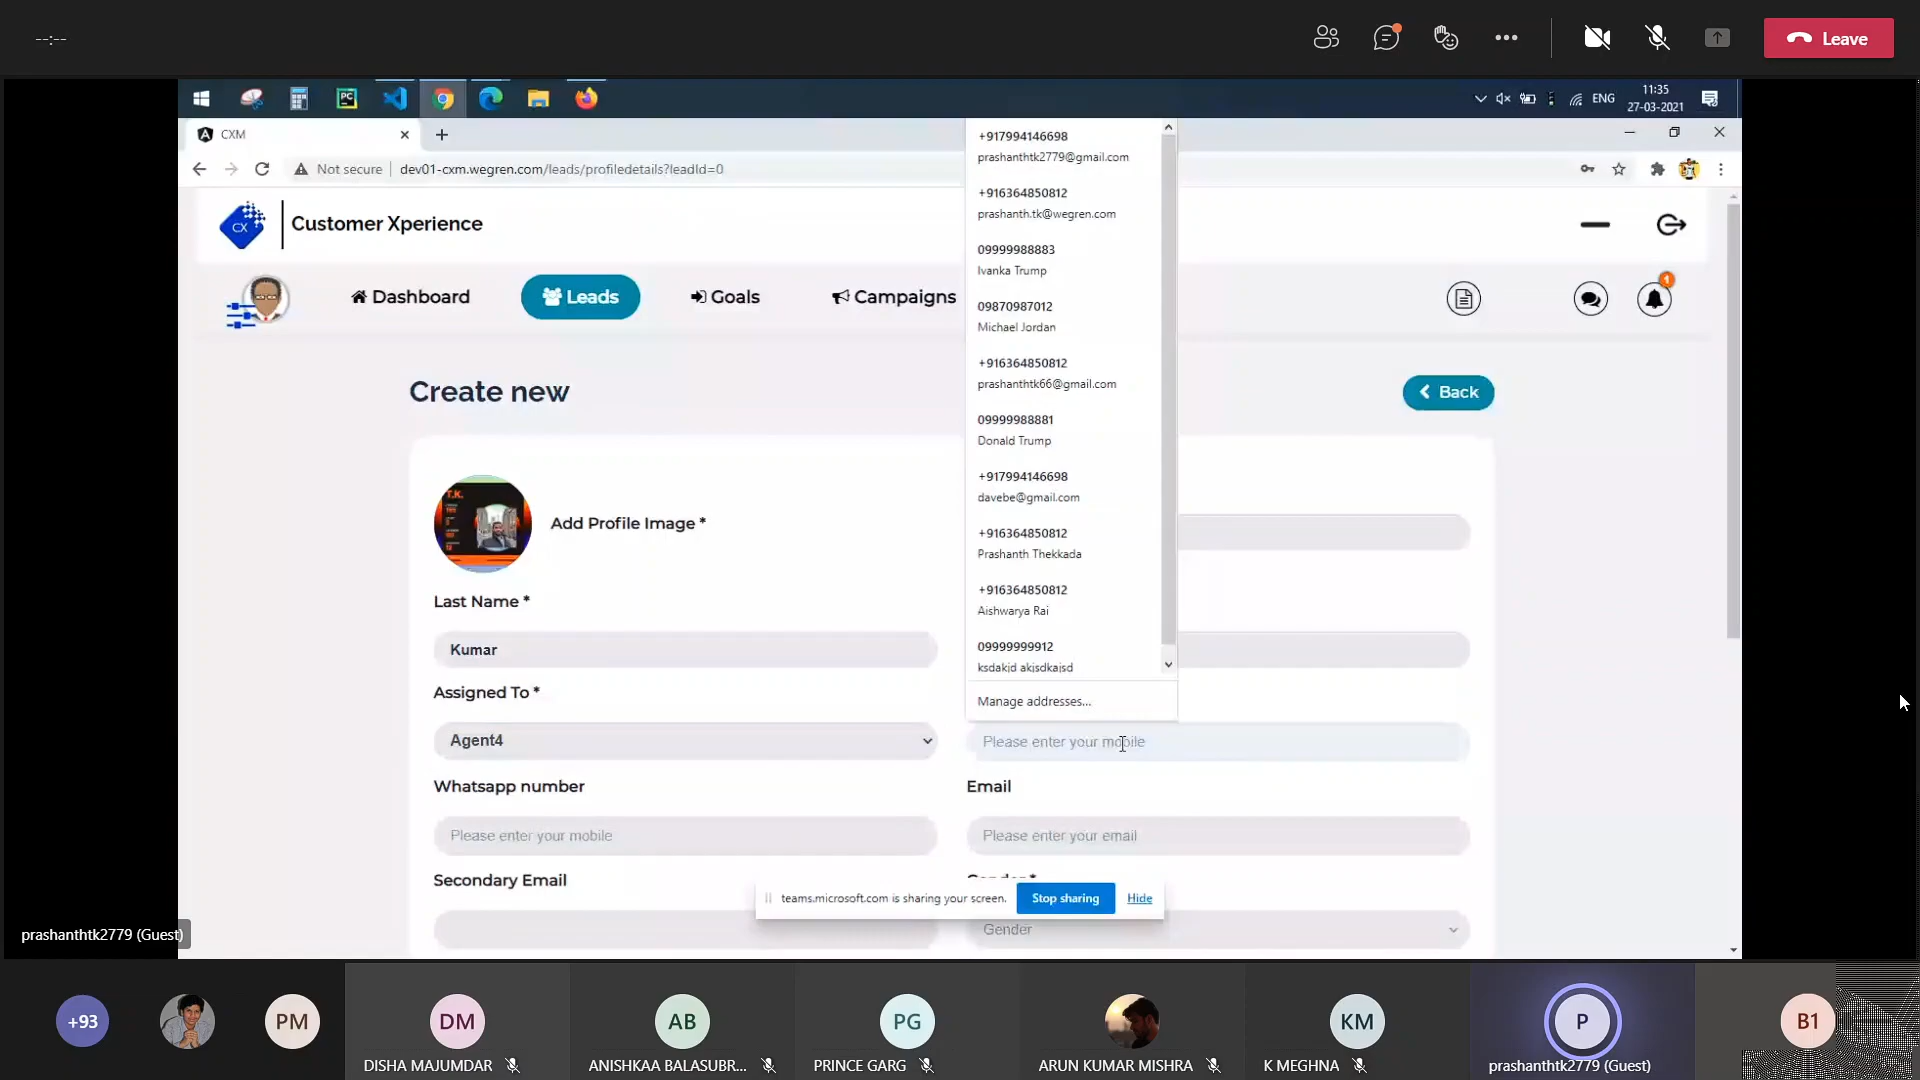 --:--
Leave
ENG
11:35
27-03-2021
CXM
Not secure
dev01-cxm.wegren.com/leads/profiledetails?leadId=0
CX
Customer Xperience
Dashboard
Leads
Goals
Campaigns
1
+917994146698
prashanthtk2779@gmail.com
+916364850812
prashanth.tk@wegren.com
09999988883
Ivanka Trump
09870987012
Michael Jordan
+916364850812
prashanthtk66@gmail.com
09999988881
Donald Trump
+917994146698
davebe@gmail.com
+916364850812
Prashanth Thekkada
+916364850812
Aishwarya Rai
09999999912
ksdakjd akjsdkajsd
Manage addresses...
Create new
Back
T.K.
Add Profile Image *
Last Name *
Kumar
Assigned To *
Agent4
Please enter your mobile
Whatsapp number
Email
Please enter your mobile
Please enter your email
Secondary Email
Gender *
Gender
teams.microsoft.com is sharing your screen.
Stop sharing
Hide
prashanthtk2779 (Guest)
+93
PM
DM
DISHA MAJUMDAR
AB
ANISHKAA BALASUBR...
PG
PRINCE GARG
ARUN KUMAR MISHRA
KM
K MEGHNA
P
prashanthtk2779 (Guest)
B1